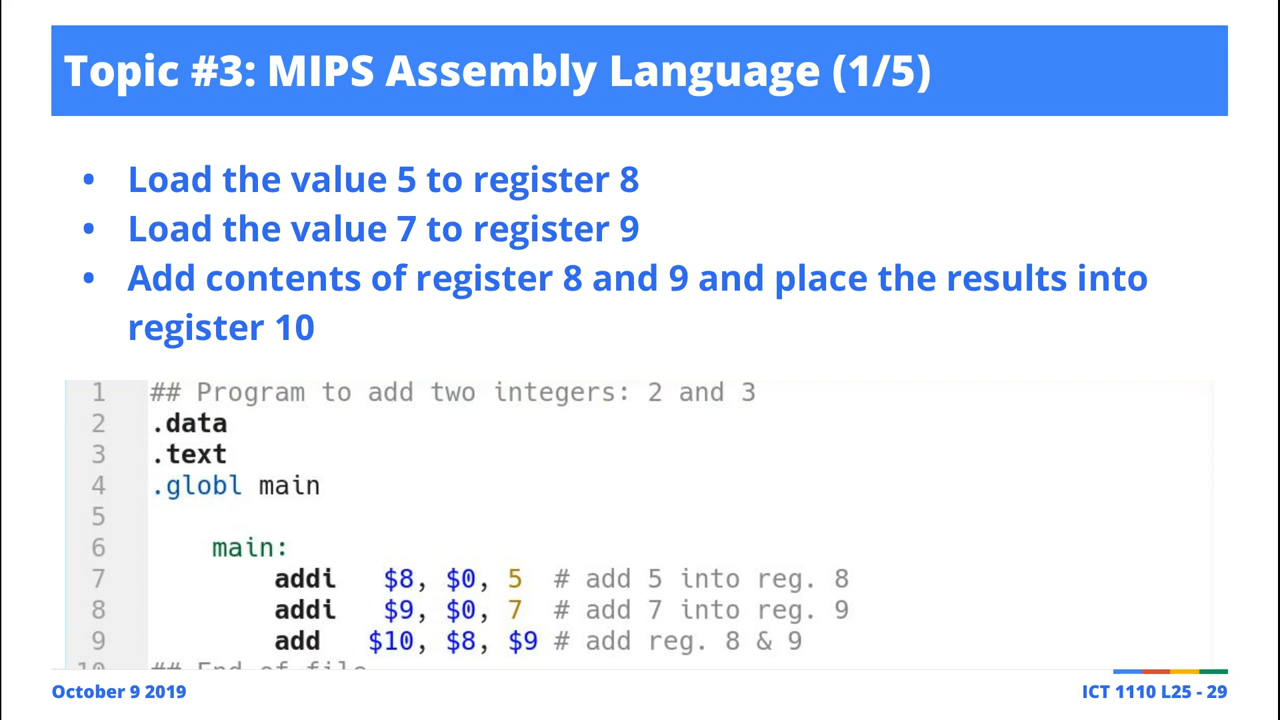 Topic #3: MIPS Assembly Language (1/5)
• Load the value 5 to register 8
• Load the value 7 to register 9
• Add contents of register 8 and 9 and place the results into
register 10
1 ## Program to add two integers: 2 and 3
2 .data
3 .text
4 .globl main
5
6 main:
7 addi $8, $0, 5 # add 5 into reg. 8
8 addi $9, $0, 7 # add 7 into reg. 9
9 add $10, $8, $9 # add reg. 8 & 9
10 ## End of file
October 9 2019
ICT 1110 L25 - 29